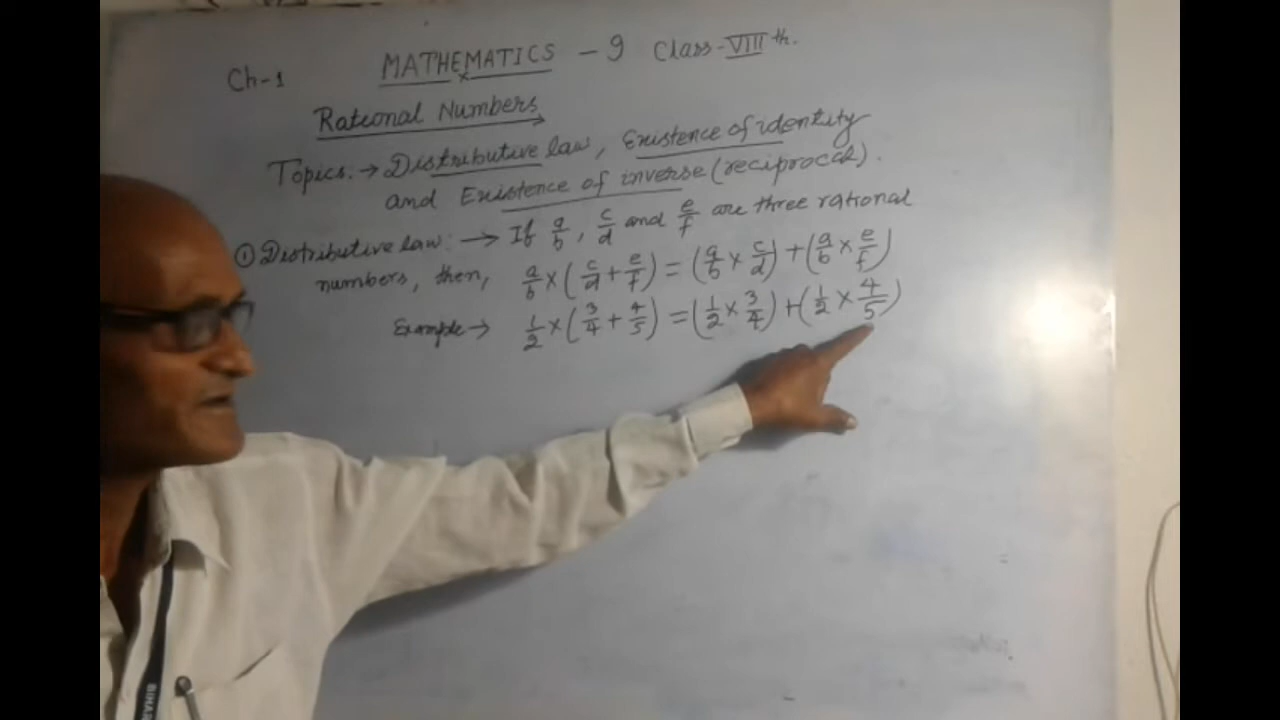 MATHEMATICS - 9 Class-VIIIth.
Ch-1
Rational Numbers
Topics:→ Distributive law, Existence of identity
and Existence of inverse (reciprocal).
① Distributive law:→ If a/b, c/d and e/f are three rational
numbers, then, a/b × (c/d + e/f) = (a/b × c/d) + (a/b × e/f)
Example→ 1/2 × (3/4 + 4/5) = (1/2 × 3/4) + (1/2 × 4/5)
BIHAR